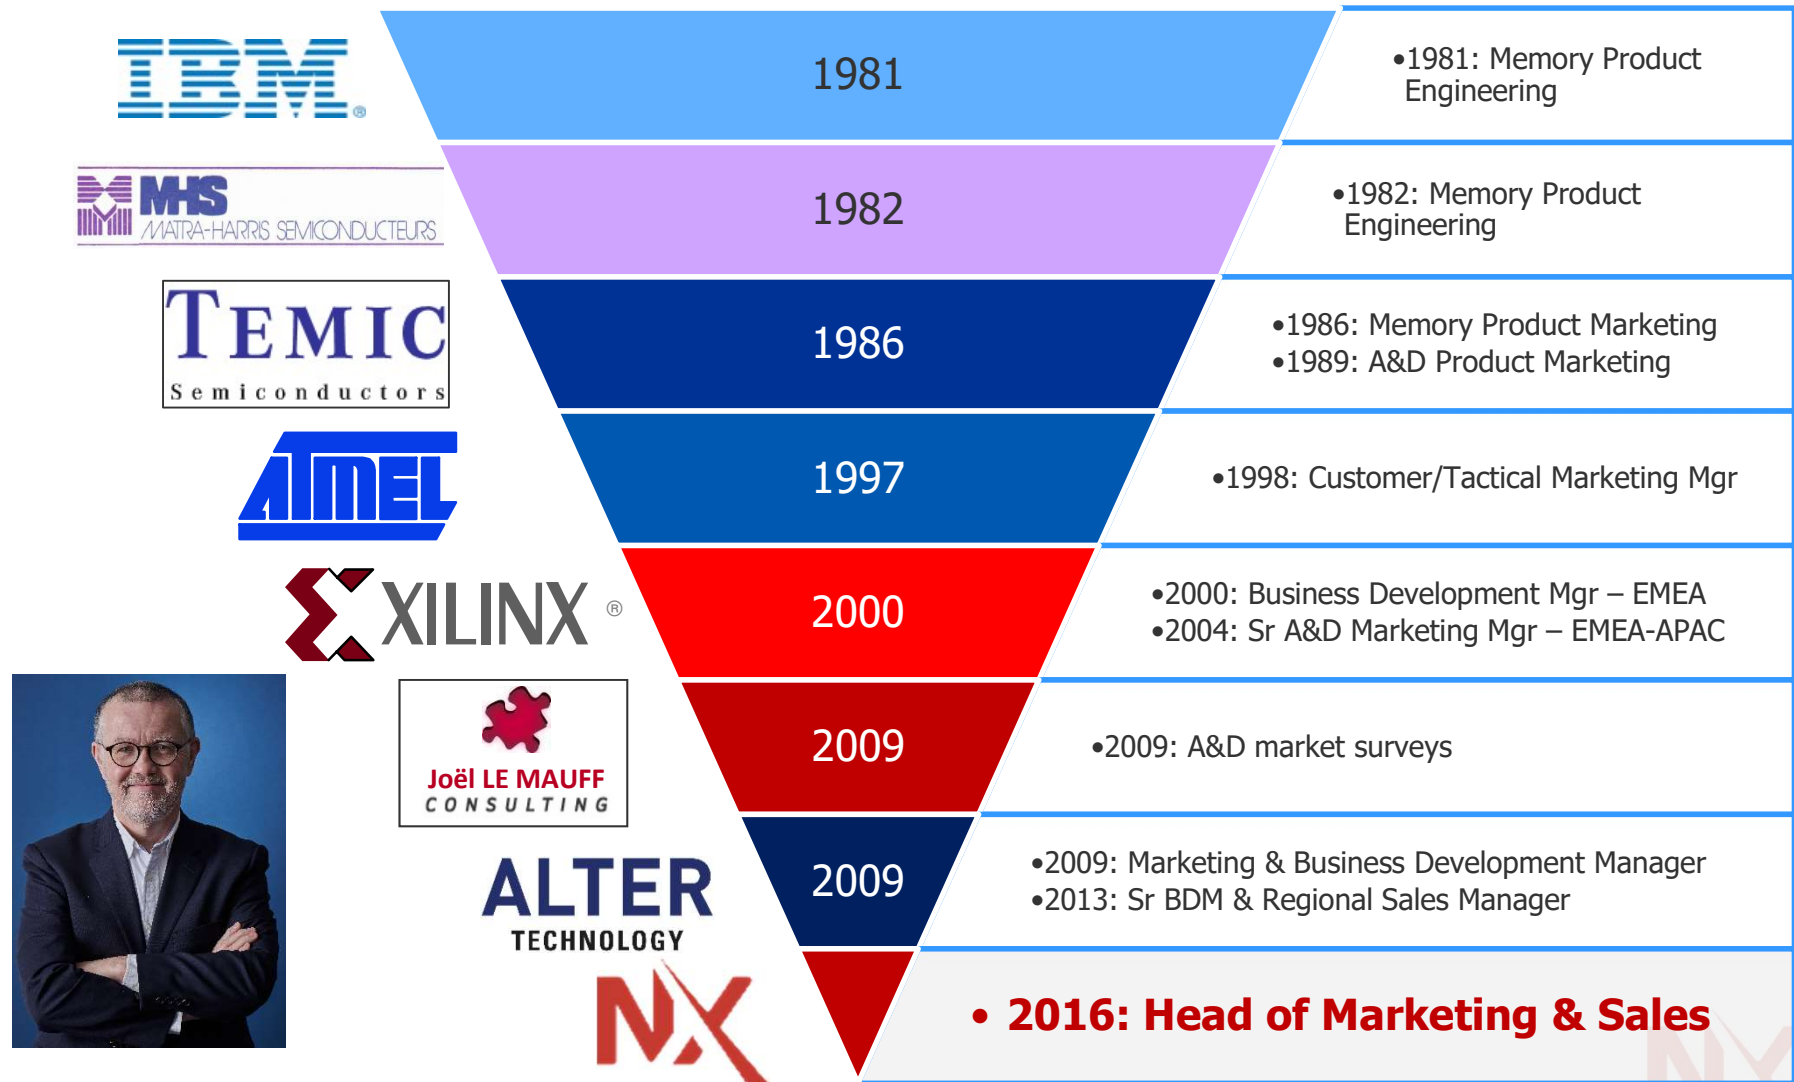 IBM®
1981
•1981: Memory Product
Engineering
MHS
MATRA-HARRIS SEMICONDUCTEURS
1982
•1982: Memory Product
Engineering
TEMIC
Semiconductors
1986
•1986: Memory Product Marketing
•1989: A&D Product Marketing
ATMEL
1997
•1998: Customer/Tactical Marketing Mgr
XILINX ®
2000
•2000: Business Development Mgr – EMEA
•2004: Sr A&D Marketing Mgr – EMEA-APAC
Joël LE MAUFF
CONSULTING
2009
•2009: A&D market surveys
ALTER
TECHNOLOGY
2009
•2009: Marketing & Business Development Manager
•2013: Sr BDM & Regional Sales Manager
NX
• 2016: Head of Marketing & Sales
NX